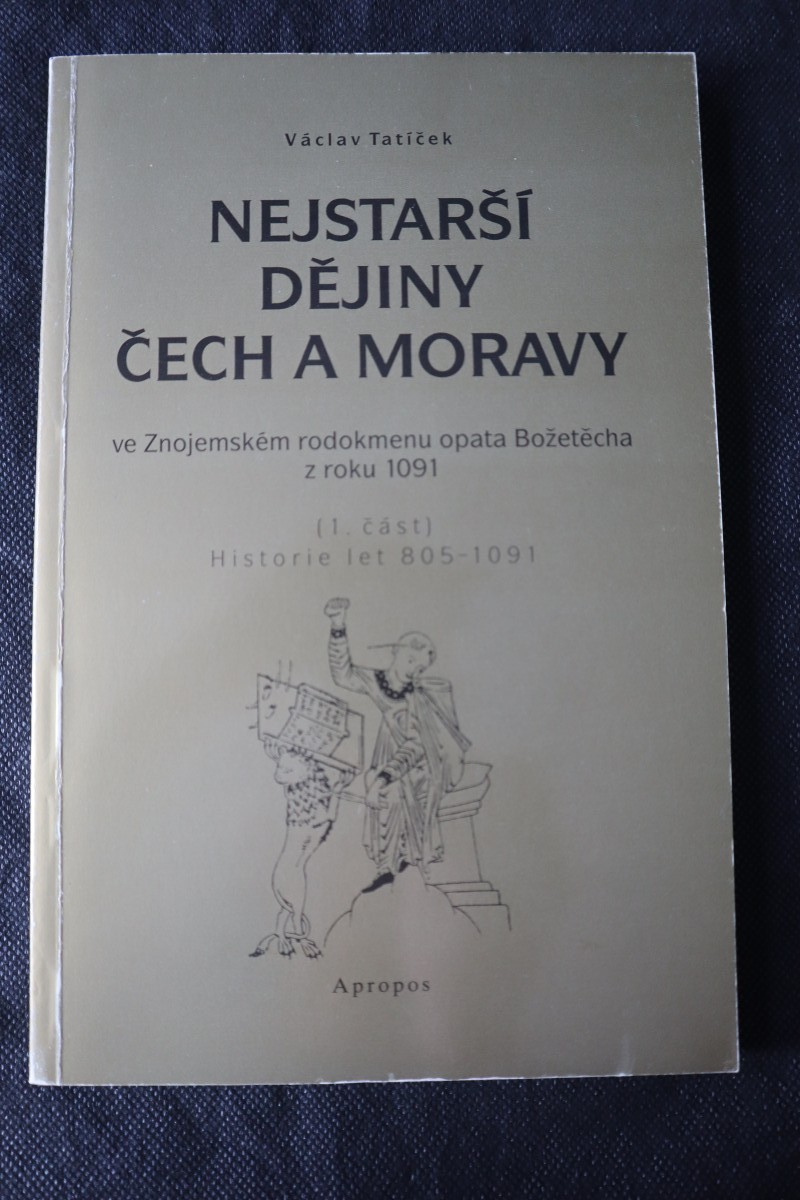 Václav Tatíček
NEJSTARŠÍ
DĚJINY
ČECH A MORAVY
ve Znojemském rodokmenu opata Božetěcha
z roku 1091
(1. část)
Historie let 805–1091
Apropos